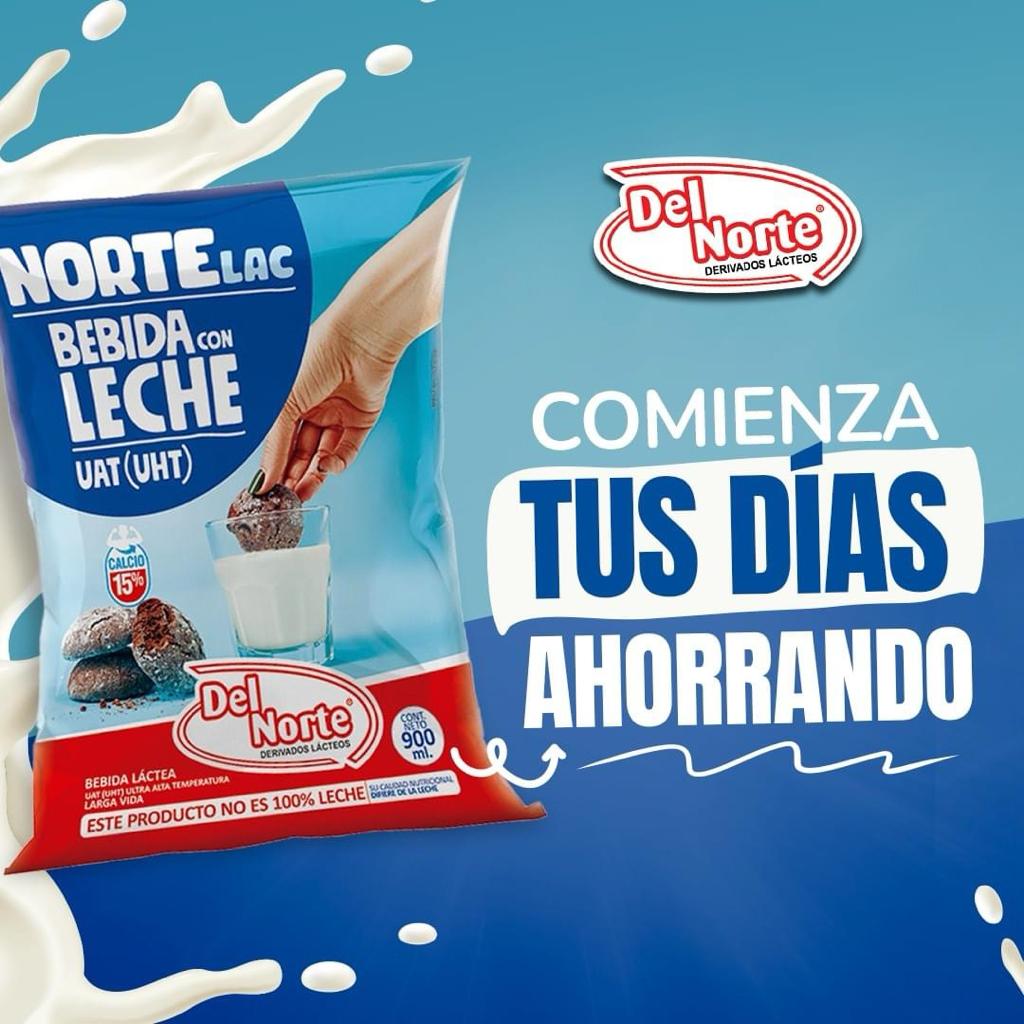 NORTELAC
BEBIDA CON
LECHE
UAT (UHT)
CALCIO
15%
Del
Norte®
DERIVADOS LÁCTEOS
CONT.
NETO
900
ml.
BEBIDA LÁCTEA
UAT (UHT) ULTRA ALTA TEMPERATURA
LARGA VIDA
ESTE PRODUCTO NO ES 100% LECHE
SU CALIDAD NUTRICIONAL
DIFIERE DE LA LECHE
Del
Norte®
DERIVADOS LÁCTEOS
COMIENZA
TUS DÍAS
AHORRANDO